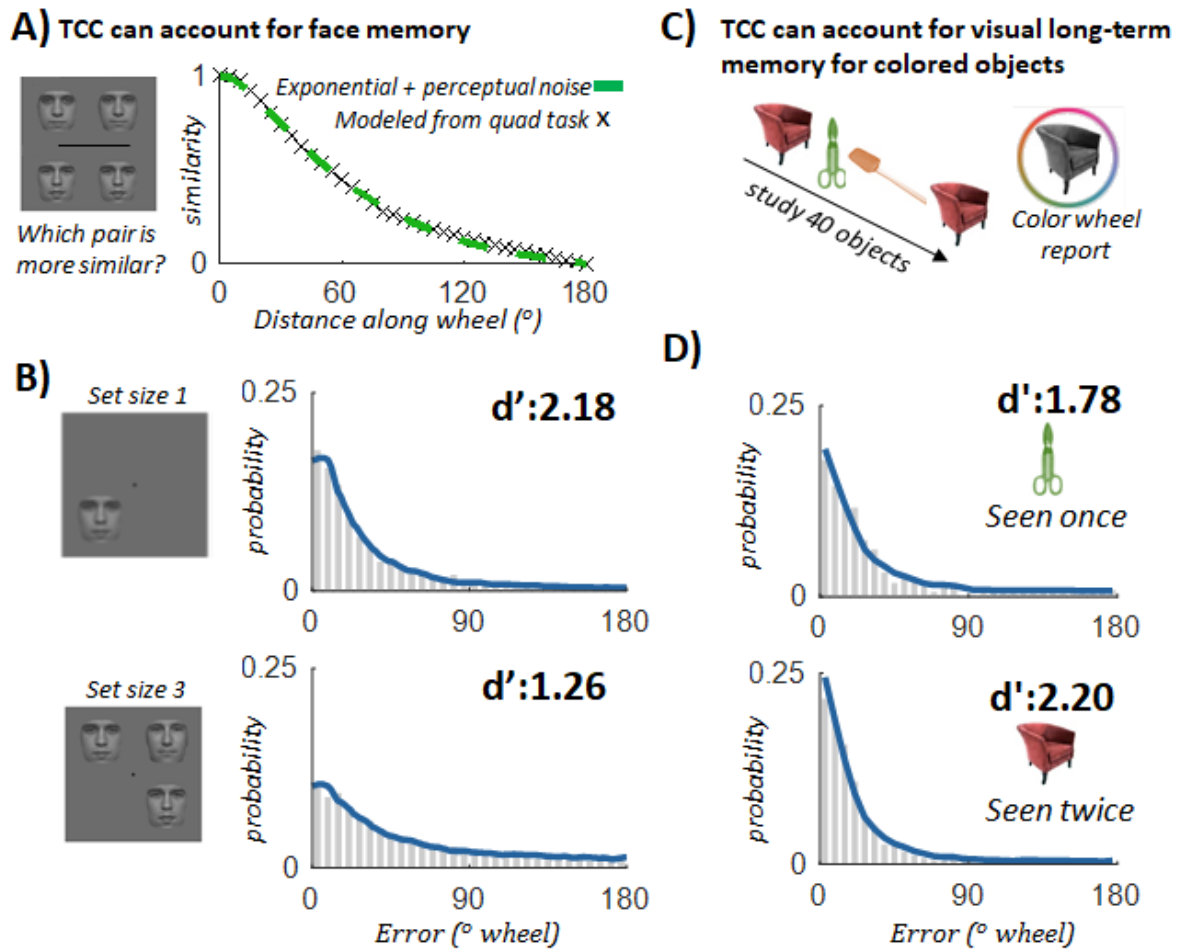 A) TCC can account for face memory
Which pair is
more similar?
similarity
1
0
Exponential + perceptual noise
Modeled from quad task x
0 60 120 180
Distance along wheel (°)
B)
Set size 1
probability
0.25
0
d':2.18
0 90 180
Set size 3
probability
0.25
0
d':1.26
0 90 180
Error (° wheel)
C) TCC can account for visual long-term
memory for colored objects
study 40 objects
Color wheel
report
D)
probability
0.25
0
d':1.78
Seen once
0 90 180
probability
0.25
0
d':2.20
Seen twice
0 90 180
Error (° wheel)